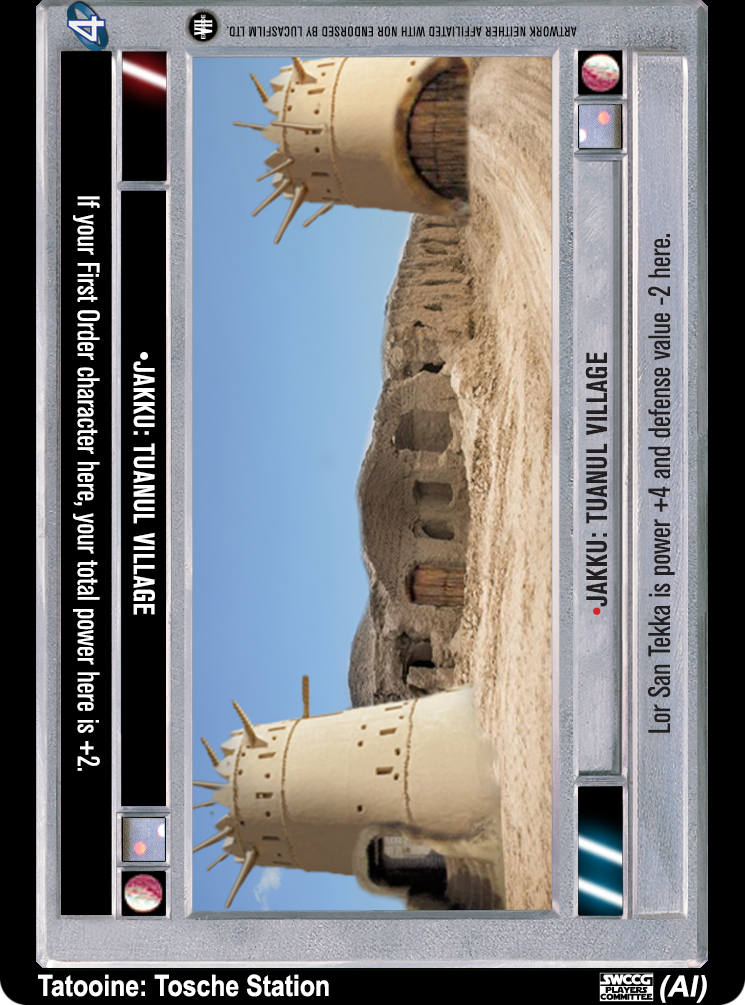 4
VII
ARTWORK NEITHER AFFILIATED WITH NOR ENDORSED BY LUCASFILM LTD.
If your First Order character here, your total power here is +2.
•JAKKU: TUANUL VILLAGE
•JAKKU: TUANUL VILLAGE
Lor San Tekka is power +4 and defense value -2 here.
Tatooine: Tosche Station
SWCCG
PLAYERS
COMMITTEE
(AI)